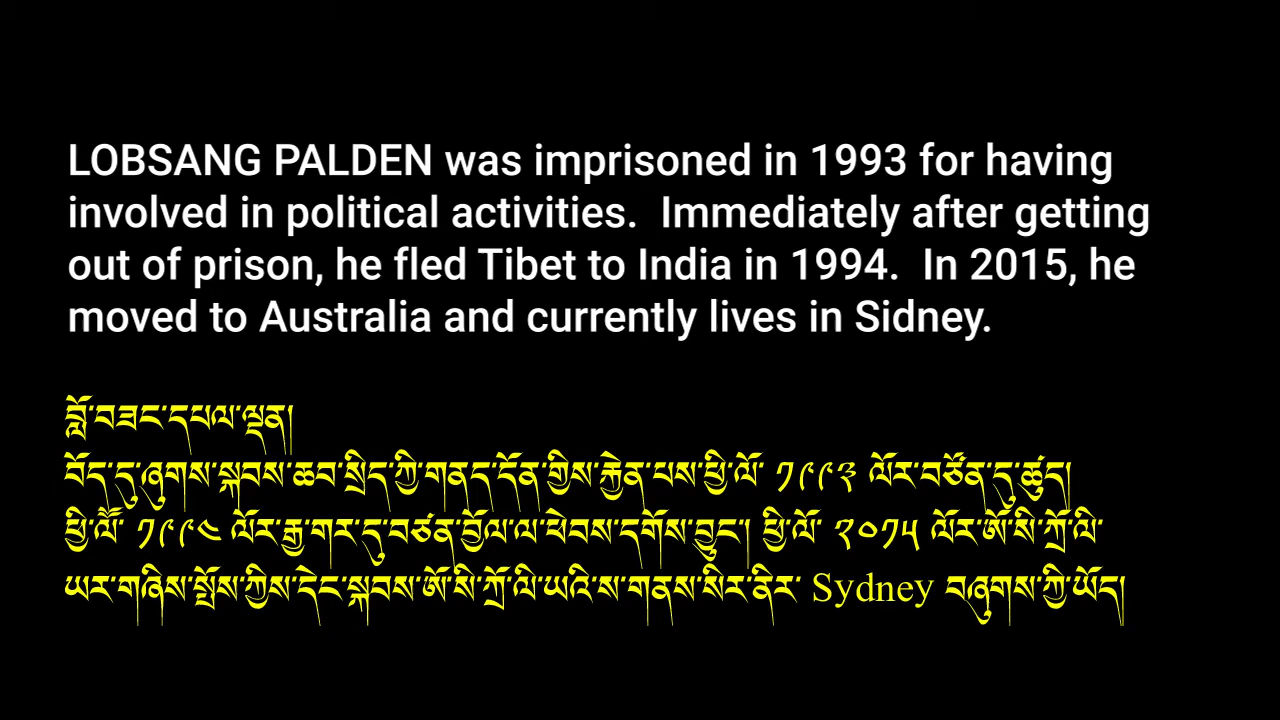 LOBSANG PALDEN was imprisoned in 1993 for having
involved in political activities.  Immediately after getting
out of prison, he fled Tibet to India in 1994.  In 2015, he
moved to Australia and currently lives in Sidney.
བློ་བཟང་དཔལ་ལྡན།
བོད་དུ་ཞུགས་སྐབས་ཆབ་སྲིད་ཀྱི་གནད་དོན་གྱིས་རྐྱེན་པས་ཕྱི་ལོ་ ༡༩༩༣ ལོར་བཙོན་དུ་ཚུད།
ཕྱི་ལོ་ ༡༩༩༤ ལོར་རྒྱ་གར་དུ་བཙན་བྱོལ་ལ་ཕེབས་དགོས་བྱུང་། ཕྱི་ལོ་ ༢༠༡༥ ལོར་ཨོ་སི་ཀྲོ་ལི་
ཡར་གཞིས་སྤོས་ཀྱིས་དེང་སྐབས་ཨོ་སི་ཀྲོ་ལི་ཡའི་ས་གནས་སིར་ནིར་ Sydney བཞུགས་ཀྱི་ཡོད།